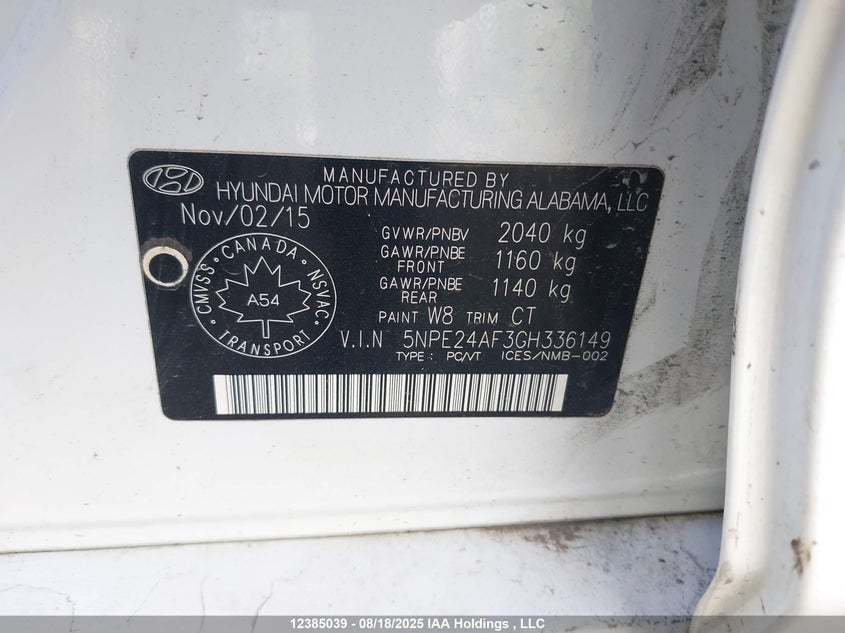 MANUFACTURED BY
HYUNDAI MOTOR MANUFACTURING ALABAMA, LLC
Nov/02/15
GVWR/PNBV 2040 kg
GAWR/PNBE FRONT 1160 kg
GAWR/PNBE REAR 1140 kg
PAINT W8 TRIM CT
V.I.N 5NPE24AF3GH336149
TYPE : PC/VT ICES/NMB-002
CMVSS CANADA NSVAC
A54
TRANSPORT
12385039 - 08/18/2025 IAA Holdings , LLC